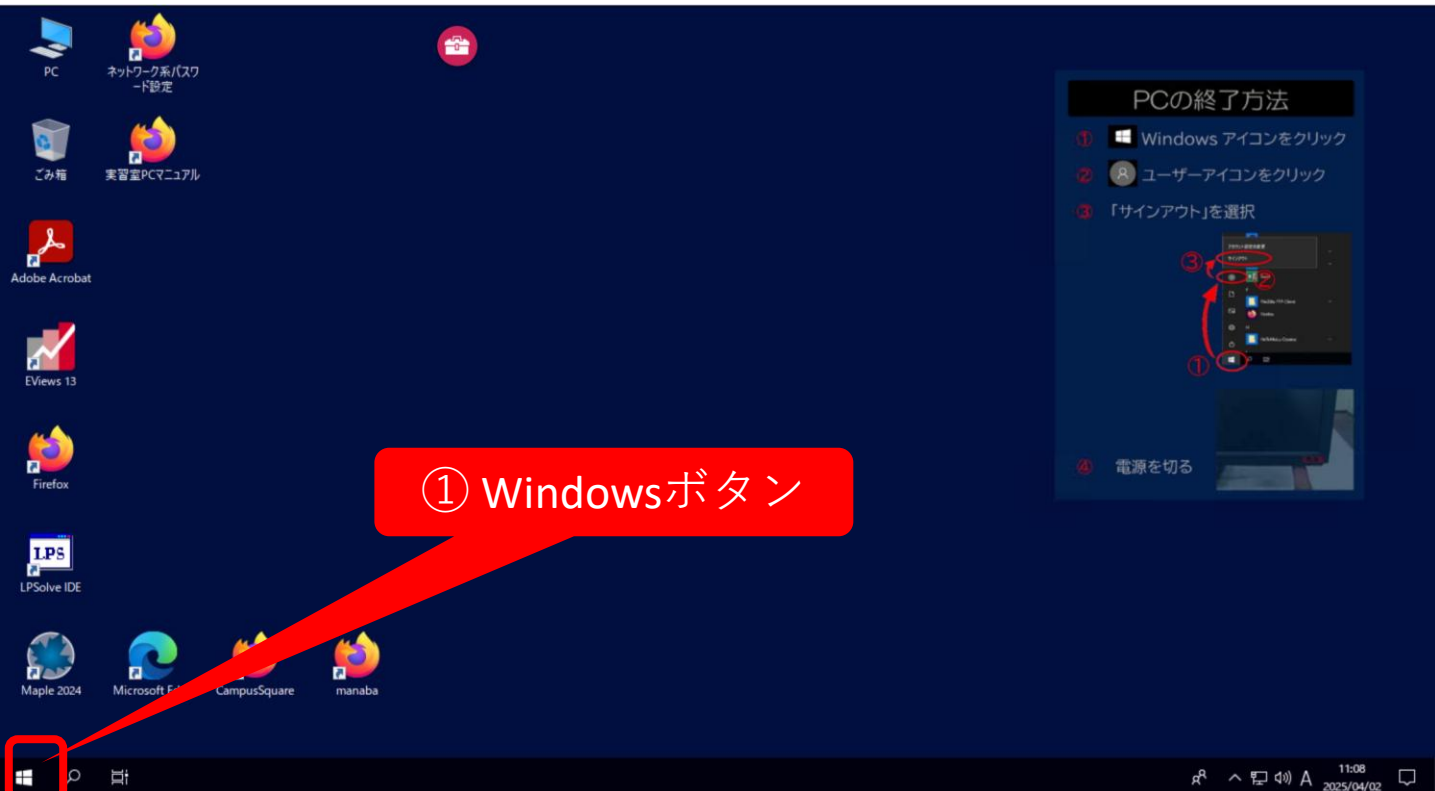 PC
ネットワーク系パスワ
ード設定
ごみ箱
実習室PCマニュアル
Adobe Acrobat
EViews 13
Firefox
LPS
LPSolve IDE
Maple 2024
Microsoft
CampusSquare
manaba
① Windowsボタン
PCの終了方法
① Windows アイコンをクリック
② ユーザーアイコンをクリック
③ 「サインアウト」を選択
③
②
①
④ 電源を切る
A
11:08
2025/04/02